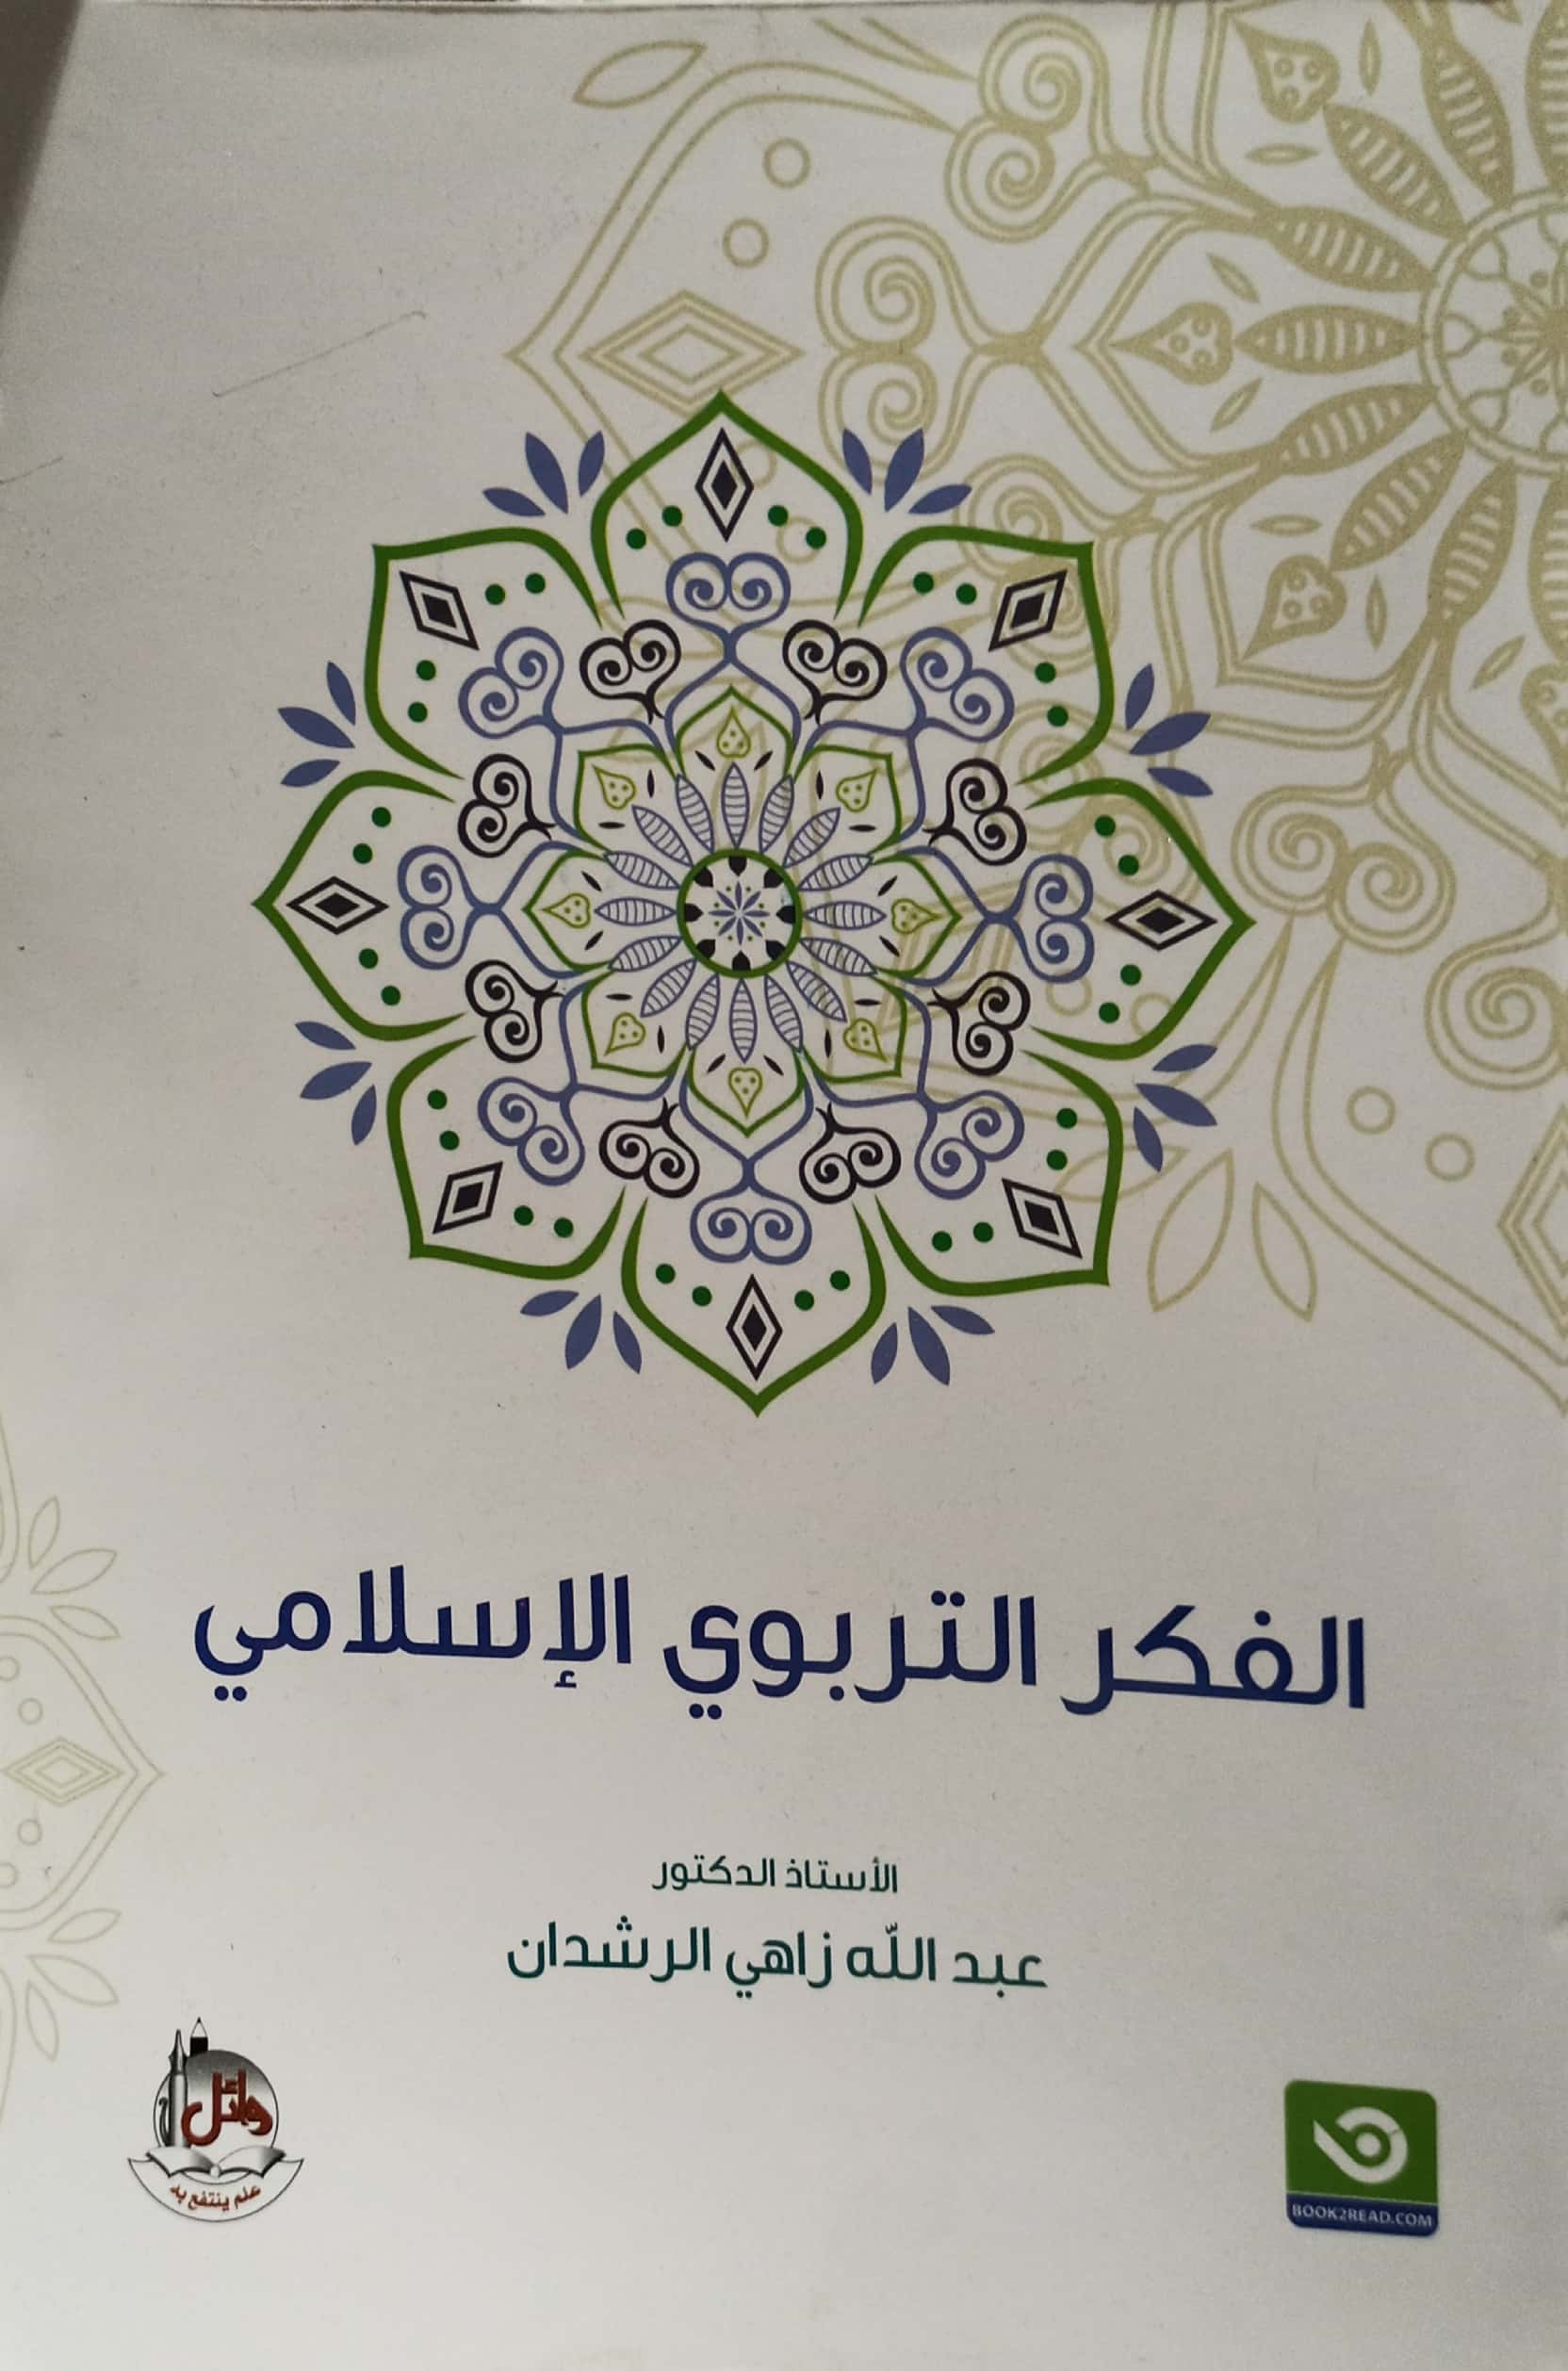 الفكر التربوي الإسلامي
الأستاذ الدكتور
عبد الله زاهي الرشدان
وائل
علم ينتفع به
BOOK2READ.COM